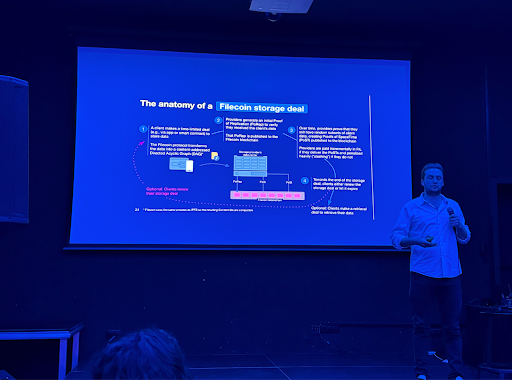 The anatomy of a Filecoin storage deal
1
A client makes a time-limited deal
(e.g., via app or smart contract) to
store data
The Filecoin protocol transforms
the data into a content-addressed
Directed Acyclic Graph (DAG)*
2
Providers generate an initial Proof
of Replication (PoRep) to verify
they received the client's data
That PoRep is published to the
Filecoin blockchain
3
Over time, providers prove that they
still have random subsets of
data, creating Proofs of SpaceTime
(PoST) published to the blockchain
Providers are paid incrementally in FIL
if they deliver the PoSTs and penalized
heavily ("slashing") if they do not
4
Towards the end of the storage
deal, clients either renew the
storage deal or let it expire
PoRep
PoSt
PoSt
Optional: Clients renew
their storage deal
Optional: Clients make a retrieval
deal to retrieve their data
24